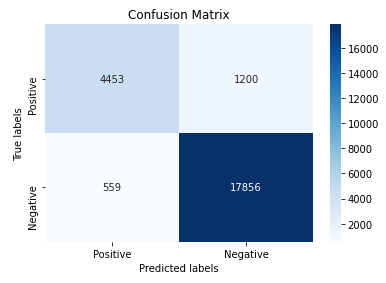 Confusion Matrix
True labels
Positive
4453 1200
Negative
559 17856
Positive Negative
Predicted labels
16000
14000
12000
10000
8000
6000
4000
2000